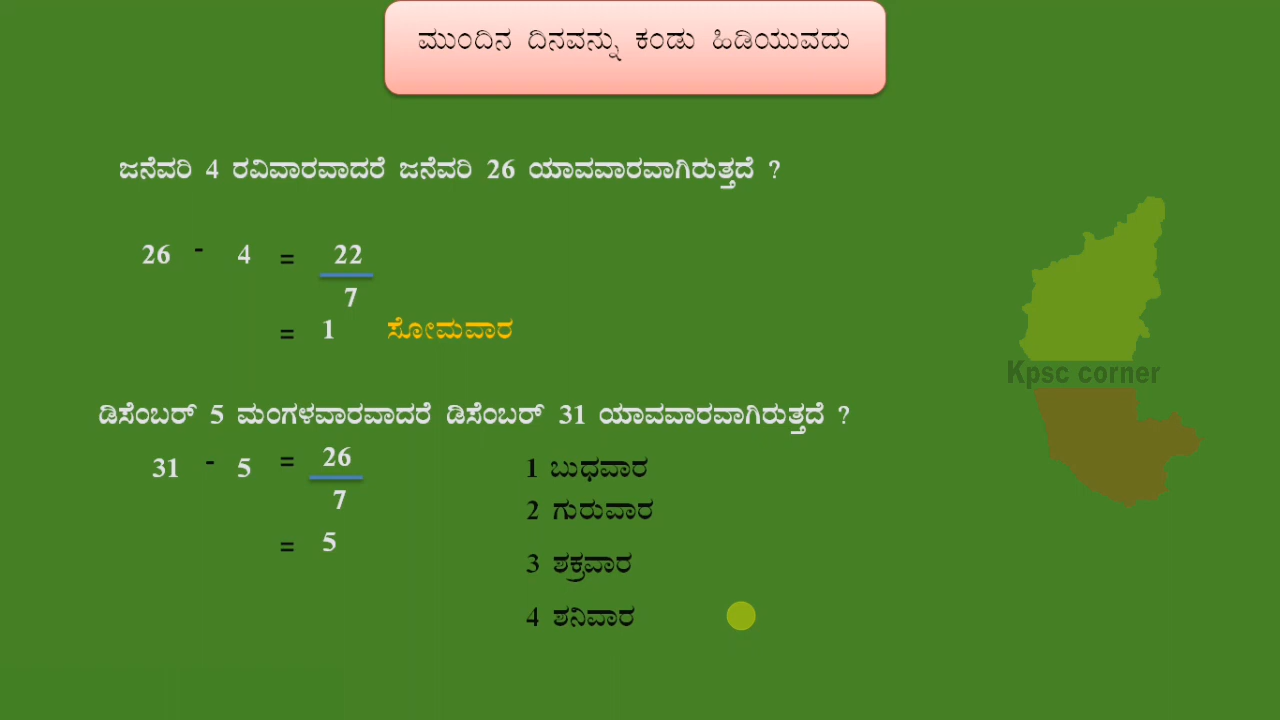 ಮುಂದಿನ ದಿನವನ್ನು ಕಂಡು ಹಿಡಿಯುವದು
ಜನೆವರಿ 4 ರವಿವಾರವಾದರೆ ಜನೆವರಿ 26 ಯಾವವಾರವಾಗಿರುತ್ತದೆ ?
26 - 4 = 22
7
= 1 ಸೋಮವಾರ
Kpsc corner
ಡಿಸೆಂಬರ್ 5 ಮಂಗಳವಾರವಾದರೆ ಡಿಸೆಂಬರ್ 31 ಯಾವವಾರವಾಗಿರುತ್ತದೆ ?
31 - 5 = 26
7
= 5
1 ಬುಧವಾರ
2 ಗುರುವಾರ
3 ಶಕ್ರವಾರ
4 ಶನಿವಾರ